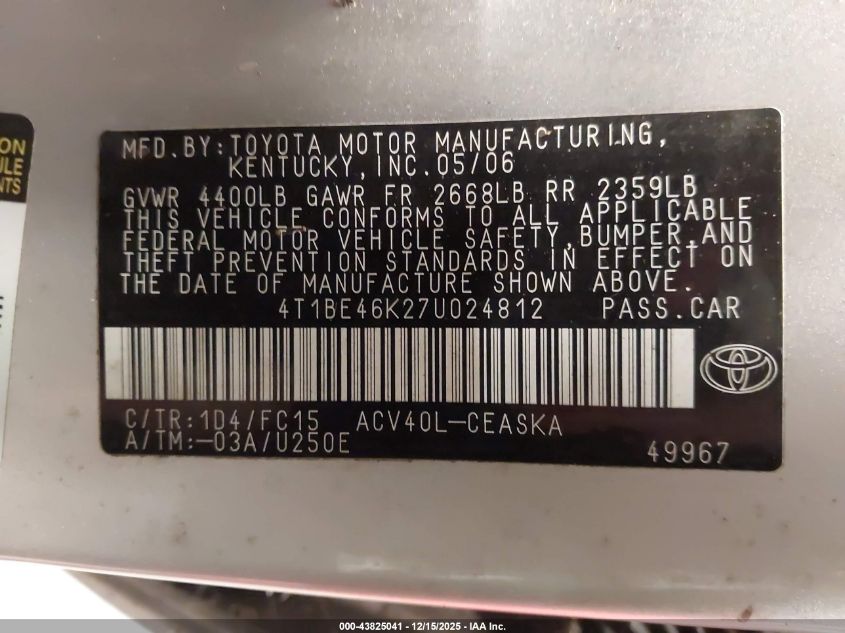 ON
ULE
NTS
MFD.BY:TOYOTA MOTOR MANUFACTURING,
KENTUCKY,INC.05/06
GVWR 4400LB GAWR FR 2668LB RR 2359LB
THIS VEHICLE CONFORMS TO ALL APPLICABLE
FEDERAL MOTOR VEHICLE SAFETY,BUMPER,AND
THEFT PREVENTION STANDARDS IN EFFECT ON
THE DATE OF MANUFACTURE SHOWN ABOVE.
4T1BE46K27U024812 PASS.CAR
C/TR:1D4/FC15 ACV40L-CEASKA
A/TM:-03A/U250E
49967
000-43825041 - 12/15/2025 - IAA Inc.